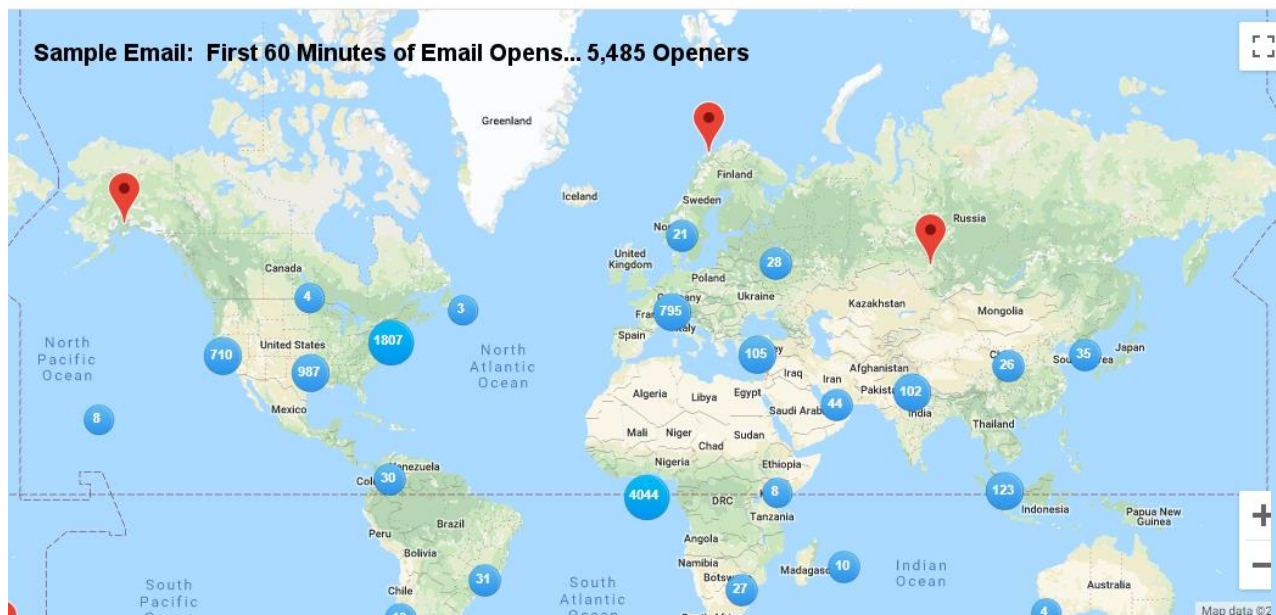 Sample Email: First 60 Minutes of Email Opens... 5,485 Openers
Greenland
Iceland
Finland
Sweden
Russia
21
28
Canada
United
Kingdom
Poland
Ukraine
Kazakhstan
Mongolia
4
3
795
Spain
Italy
1807
710
United States
987
North
Pacific
Ocean
North
Atlantic
Ocean
105
Iraq
Iran
Afghanistan
26
35
Japan
Mexico
Algeria
Libya
Egypt
44
102
India
Thailand
8
Mali
Niger
Chad
Sudan
Nigeria
Ethiopia
30
4044
DRC
8
Tanzania
123
Indonesia
Papua New
Guinea
Peru
Brazil
Bolivia
Angola
Namibia
10
Indian
Ocean
Australia
South
Pacific
31
Chile
South
Atlantic
Ocean
27
4
+
−
Map data ©2